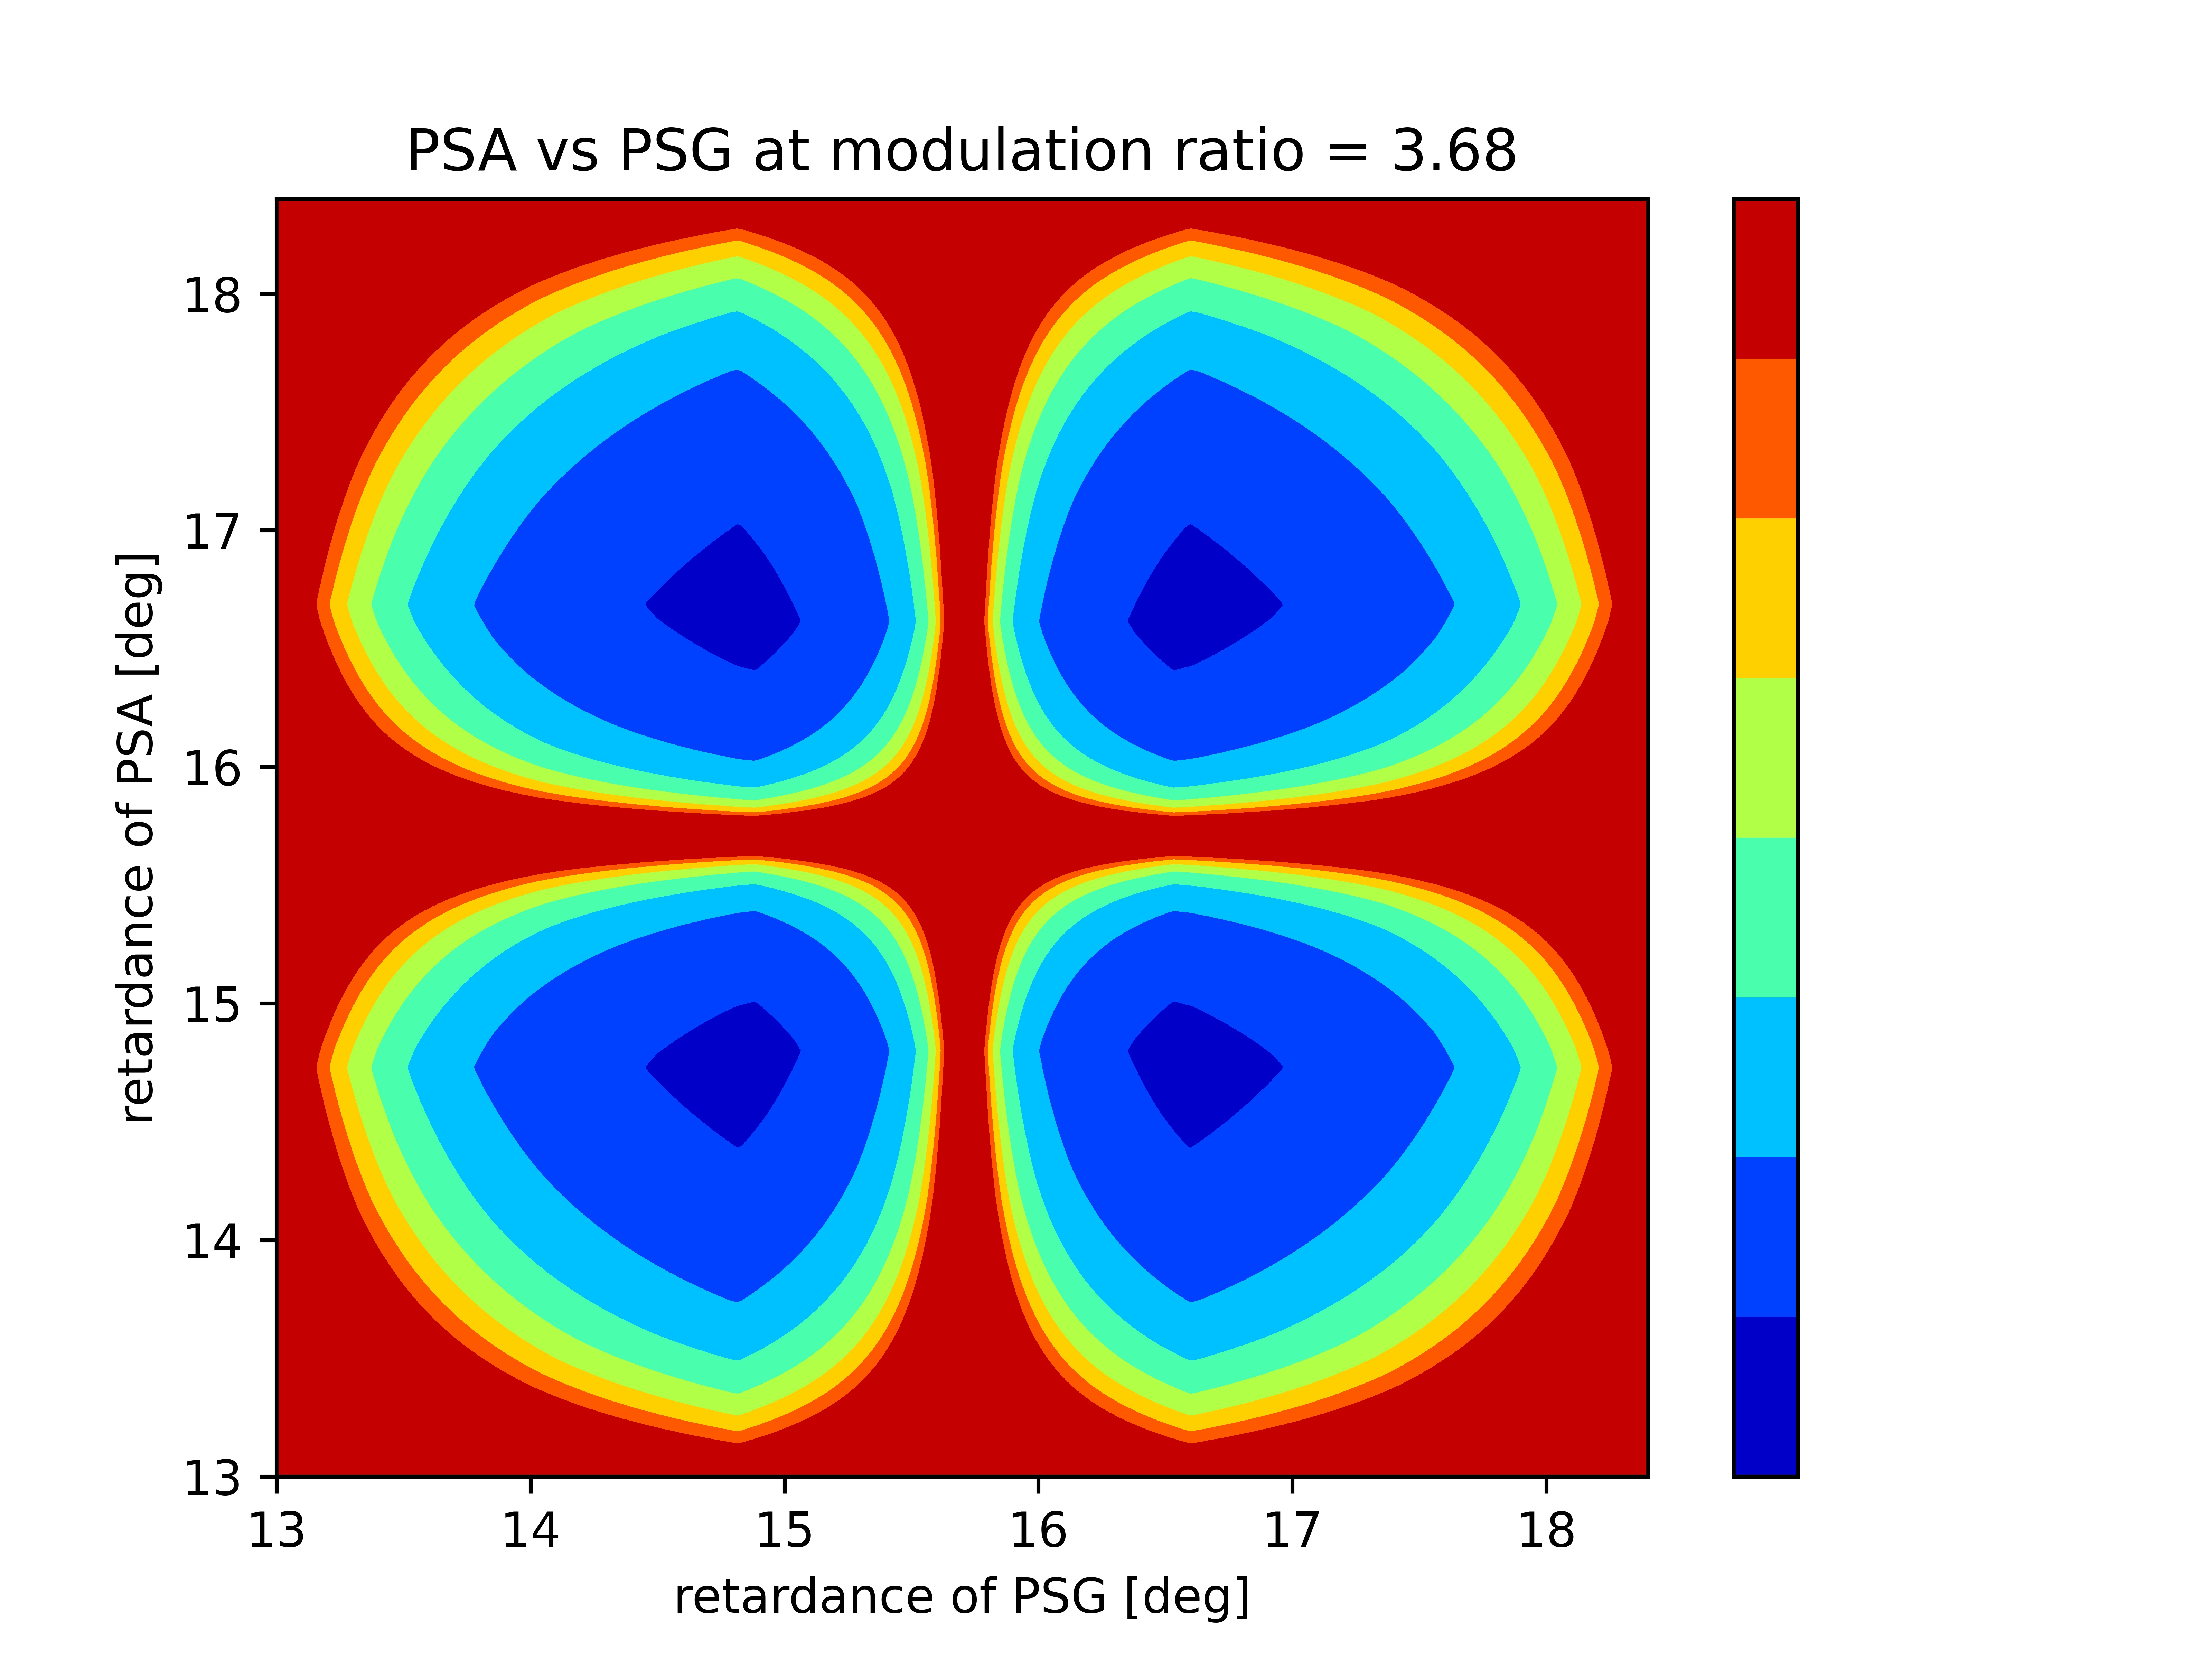 PSA vs PSG at modulation ratio = 3.68
retardance of PSA [deg]
18
17
16
15
14
13
13 14 15 16 17 18
retardance of PSG [deg]